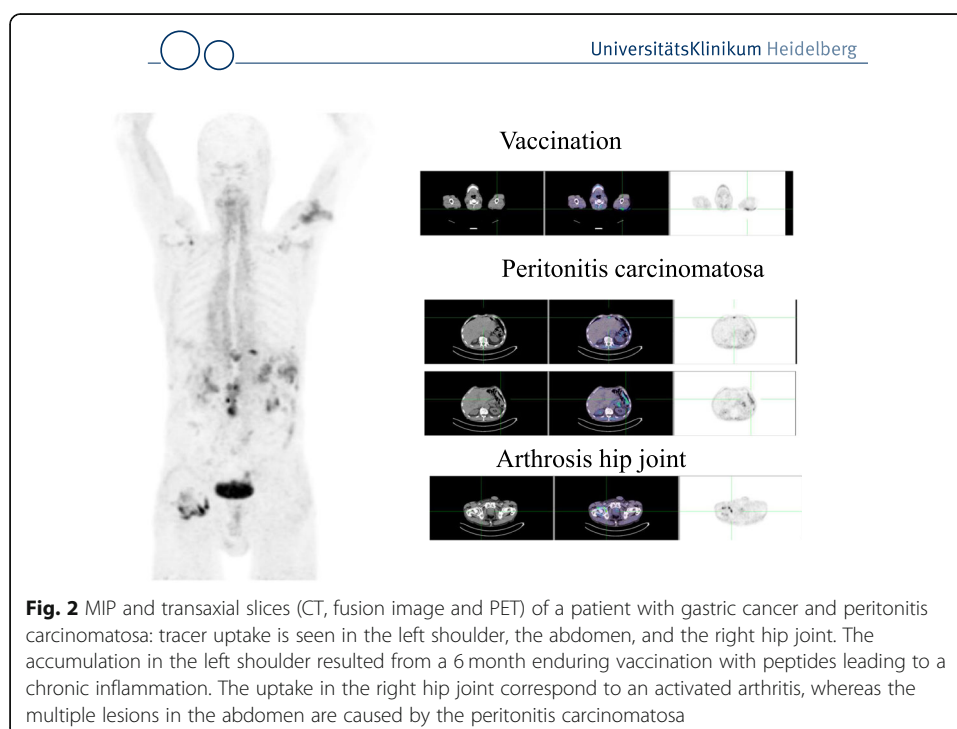 UniversitätsKlinikum Heidelberg
Vaccination
Peritonitis carcinomatosa
Arthrosis hip joint
Fig. 2 MIP and transaxial slices (CT, fusion image and PET) of a patient with gastric cancer and peritonitis
carcinomatosa: tracer uptake is seen in the left shoulder, the abdomen, and the right hip joint. The
accumulation in the left shoulder resulted from a 6 month enduring vaccination with peptides leading to a
chronic inflammation. The uptake in the right hip joint correspond to an activated arthritis, whereas the
multiple lesions in the abdomen are caused by the peritonitis carcinomatosa